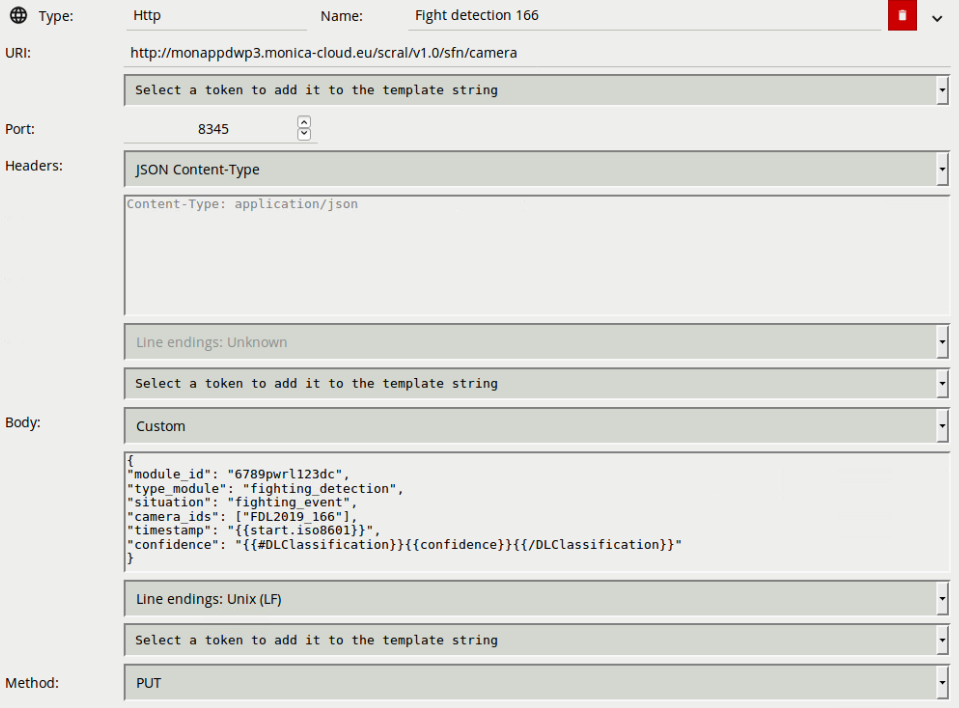 Type: Http Name: Fight detection 166
URI: http://monappdwp3.monica-cloud.eu/scral/v1.0/sfn/camera
Select a token to add it to the template string
Port: 8345
Headers: JSON Content-Type
Content-Type: application/json
Line endings: Unknown
Select a token to add it to the template string
Body: Custom
{
"module_id": "6789pwrl123dc",
"type_module": "fighting_detection",
"situation": "fighting_event",
"camera_ids": ["FDL2019_166"],
"timestamp": "{{start.iso8601}}",
"confidence": "{{#DLClassification}}{{confidence}}{{/DLClassification}}"
}
Line endings: Unix (LF)
Select a token to add it to the template string
Method: PUT